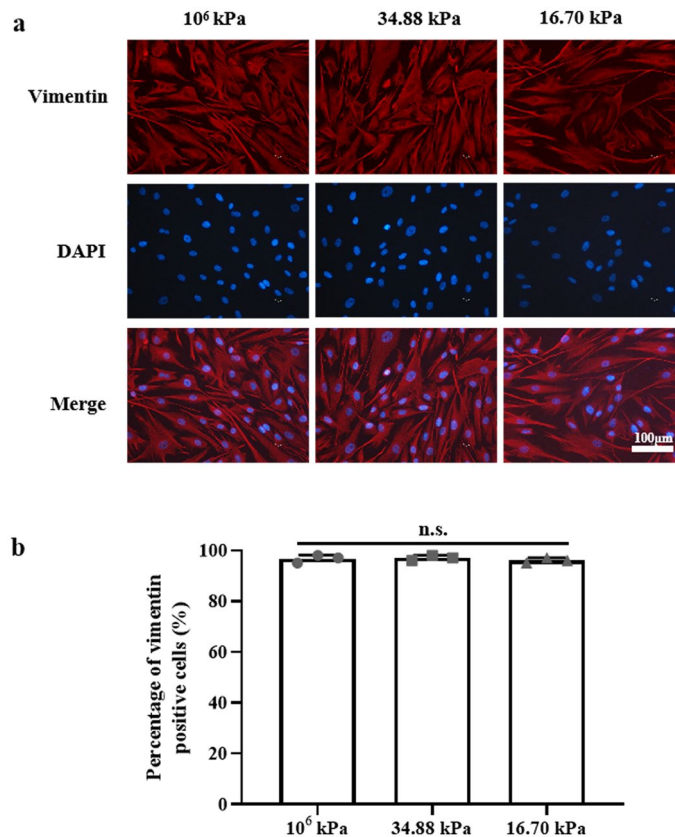 a
10⁶ kPa 34.88 kPa 16.70 kPa
Vimentin
DAPI
Merge
100μm
b
n.s.
Percentage of vimentin
positive cells (%)
100
80
60
40
20
0
10⁶ kPa 34.88 kPa 16.70 kPa